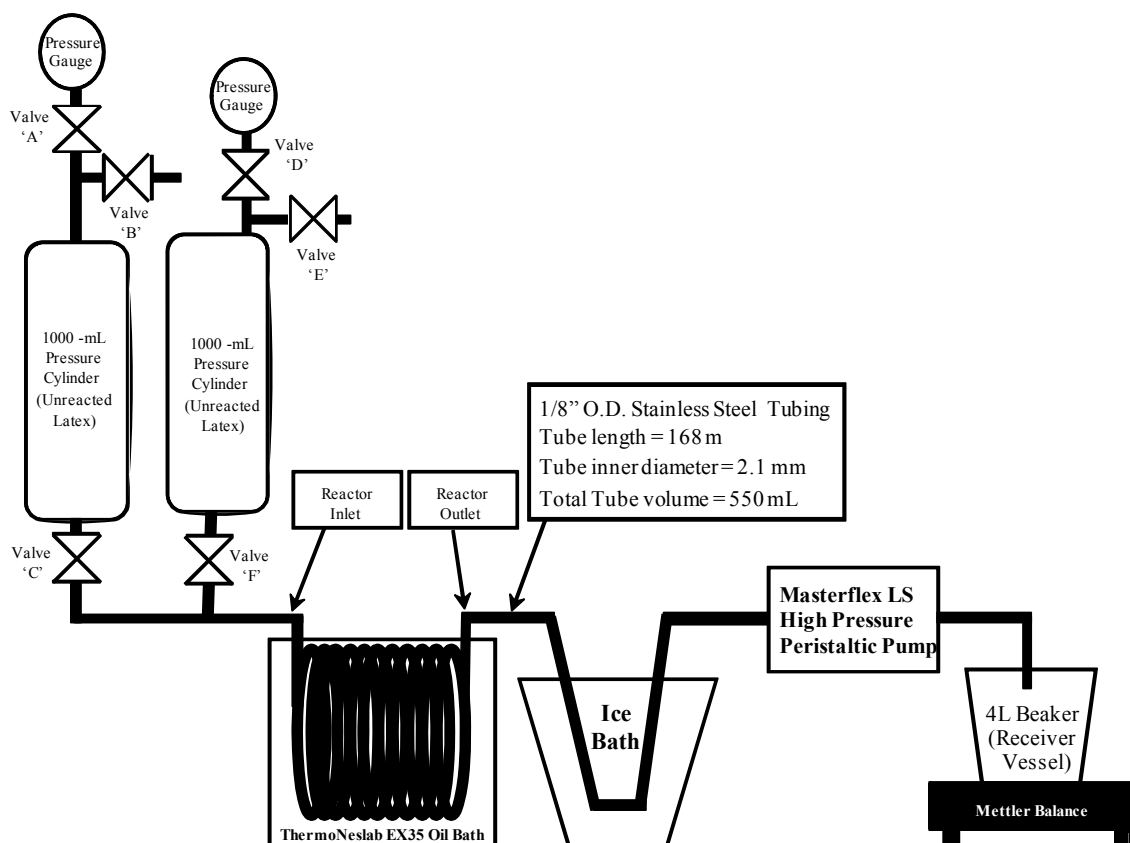 Pressure
Gauge
Valve
‘A’
Valve
‘B’
1000 -mL
Pressure
Cylinder
(Unreacted
Latex)
Valve
‘C’
Pressure
Gauge
Valve
‘D’
Valve
‘E’
1000 -mL
Pressure
Cylinder
(Unreacted
Latex)
Valve
‘F’
Reactor
Inlet
Reactor
Outlet
1/8” O.D. Stainless Steel Tubing
Tube length = 168 m
Tube inner diameter = 2.1 mm
Total Tube volume = 550 mL
ThermoNeslab EX35 Oil Bath
Ice
Bath
Masterflex LS
High Pressure
Peristaltic Pump
4L Beaker
(Receiver
Vessel)
Mettler Balance